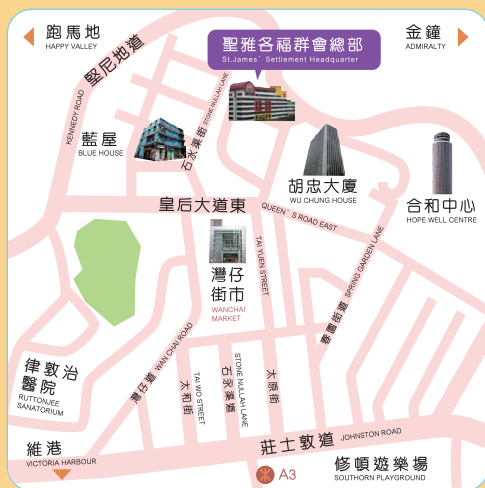 跑馬地
HAPPY VALLEY
聖雅各福群會總部
St.James' Settlement Headquarter
金鐘
ADMIRALTY
堅尼地道
KENNEDY ROAD
藍屋
BLUE HOUSE
石水渠街 STONE NULLAH LANE
胡忠大廈
WU CHUNG HOUSE
合和中心
HOPE WELL CENTRE
皇后大道東
QUEEN'S ROAD EAST
灣仔
街市
WANCHAI
MARKET
TAI YUEN STREET
太原街
春園街道 SPRING GARDEN LANE
律敦治
醫院
RUTTONJEE
SANATORIUM
灣仔道 WAN CHAI ROAD
太和街
TAI WO STREET
石水渠道
STONE NULLAH LANE
莊士敦道 JOHNSTON ROAD
維港
VICTORIA HARBOUR
A3
修頓遊樂場
SOUTHORN PLAYGROUND